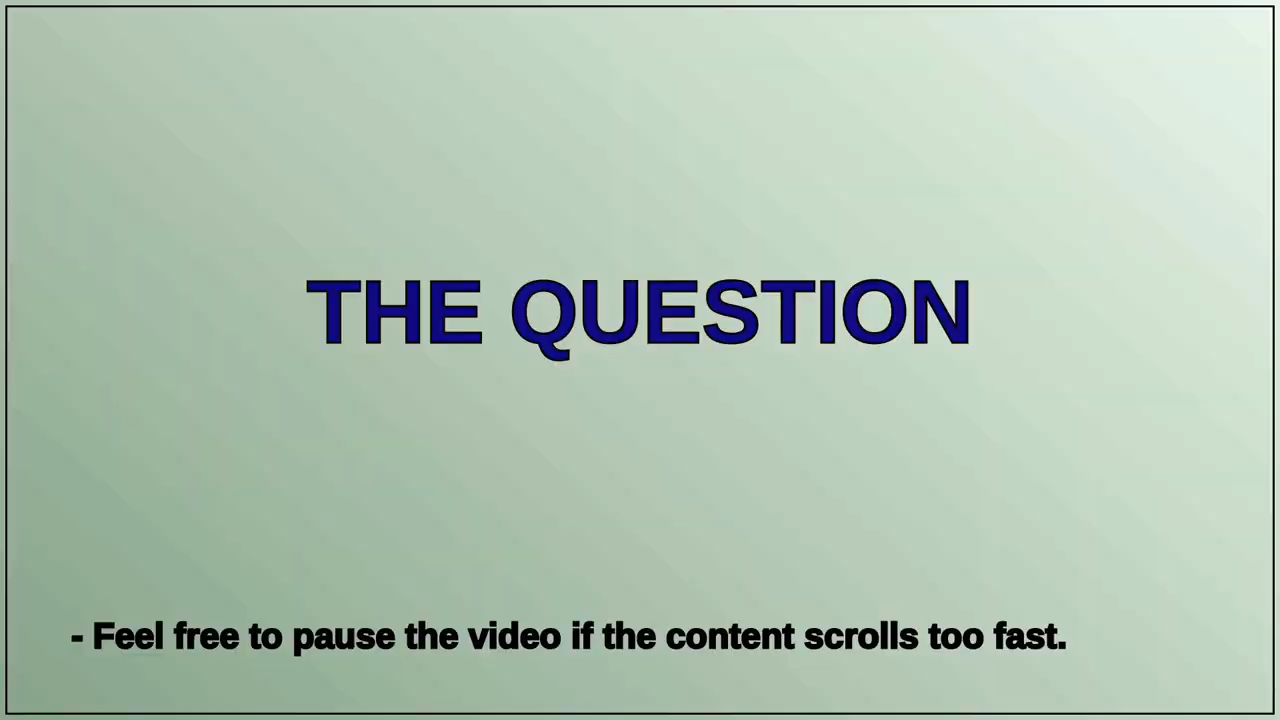 THE QUESTION
- Feel free to pause the video if the content scrolls too fast.